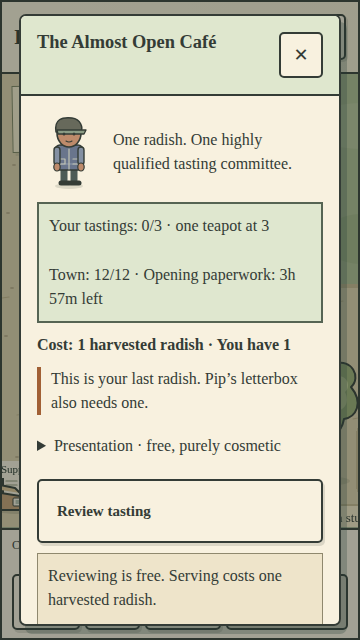 The Almost Open Café
✕
One radish. One highly
qualified tasting committee.
Your tastings: 0/3 · one teapot at 3
Town: 12/12 · Opening paperwork: 3h
57m left
Cost: 1 harvested radish · You have 1
This is your last radish. Pip’s letterbox
also needs one.
▶ Presentation · free, purely cosmetic
Review tasting
Reviewing is free. Serving costs one
harvested radish.